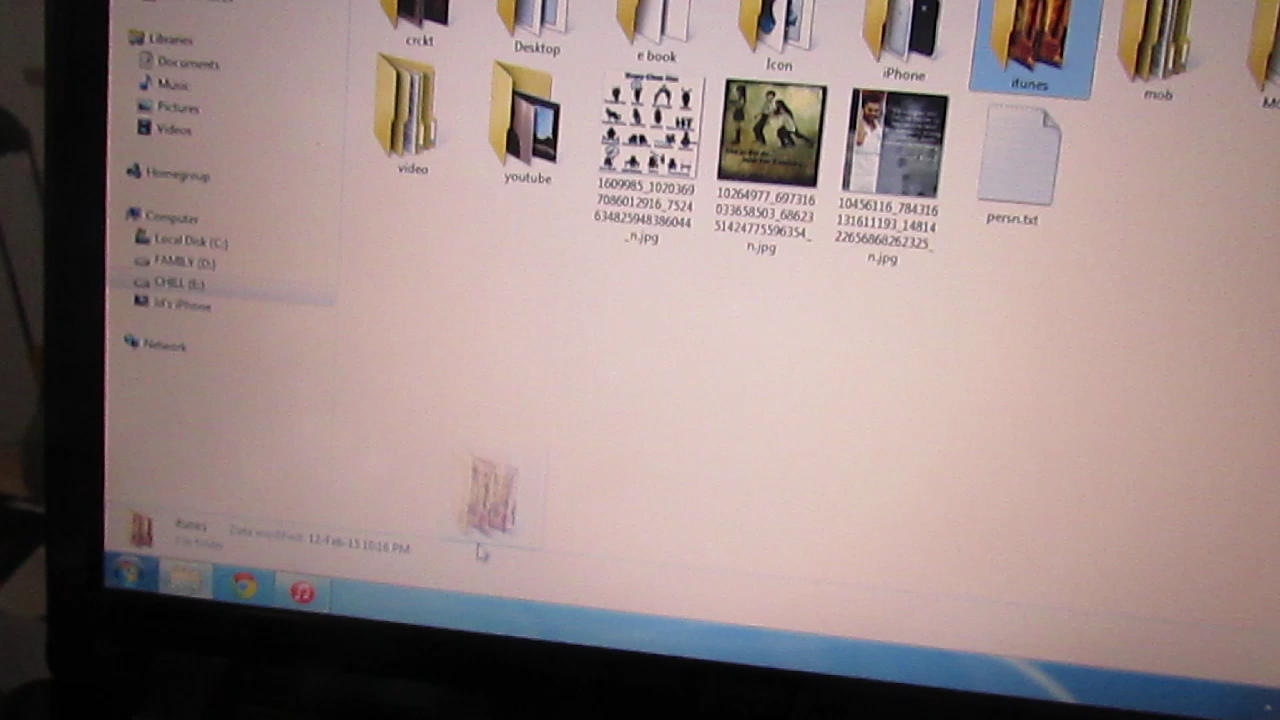 Libraries
Documents
Music
Pictures
Videos
Homegroup
Computer
Local Disk (C:)
FAMILY (D:)
CHILL (E:)
Id's iPhone
Network
crckt
Desktop
e book
Icon
iPhone
itunes
mob
video
youtube
1609985_1020369
7086012916_7524
634825948386044
_n.jpg
10264977_697316
033658503_68623
51424775596354_
n.jpg
10456116_784316
131611193_14814
22656868262325_
n.jpg
persn.txt
itunes
Date modified: 12-Feb-15 10:16 PM
File folder